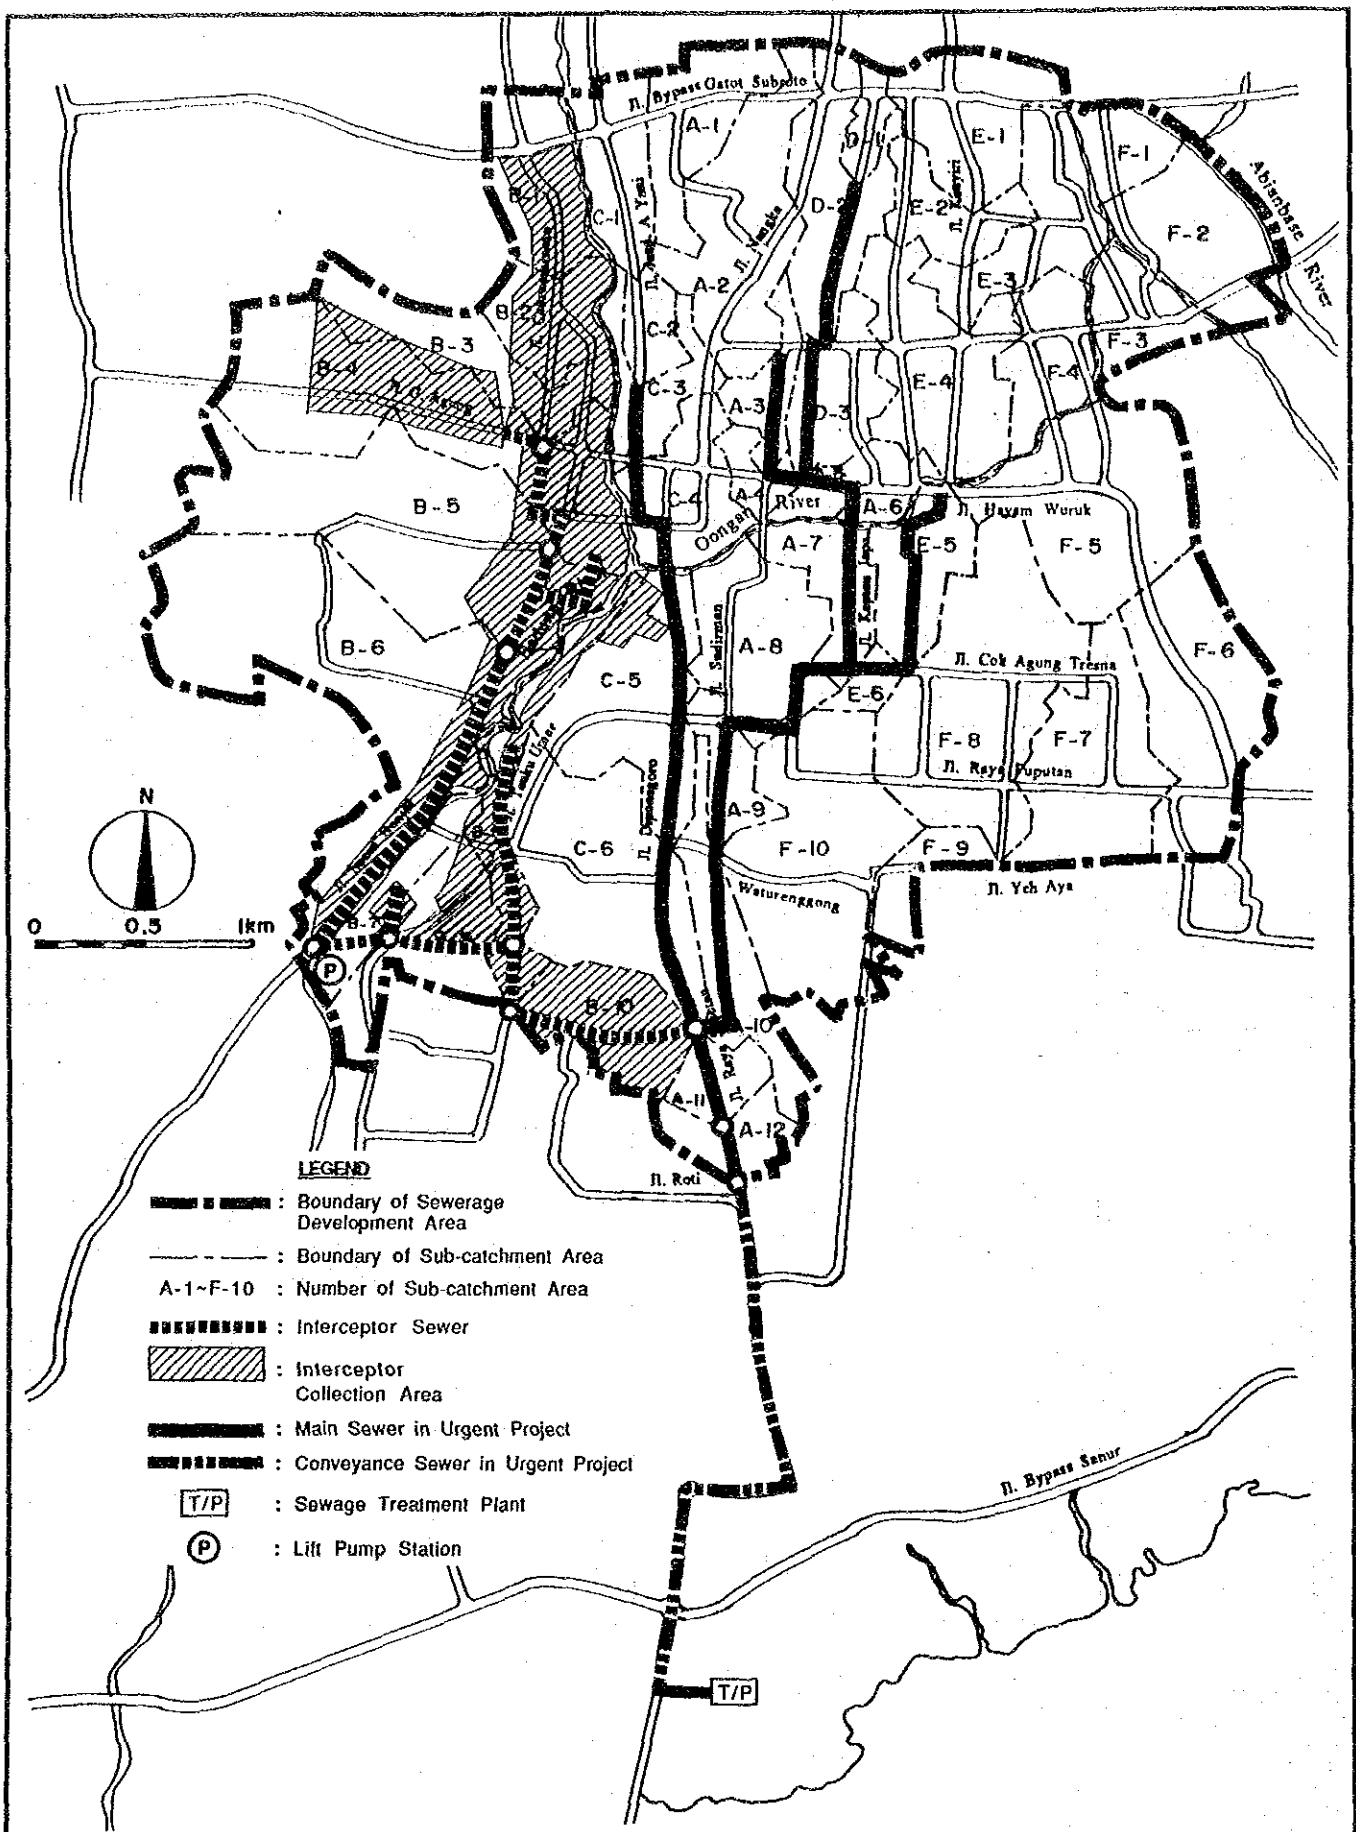 Jl. Bypass Gatot Subroto
A-1
D-1
E-1
F-1
Abianbase
River
B-1
C-1
Jl. Nangka
D-2
E-2
F-2
A-2
E-3
B-2
C-2
F-3
B-3
B-4
C-3
A-3
D-3
E-4
F-4
B-5
C-4
A-4
River
A-6
Jl. Hayam Wuruk
Oongan
A-7
E-5
F-5
B-6
Jl. Sudirman
A-8
Jl. Cok Agung Tresna
F-6
C-5
E-6
F-8
F-7
Jl. Raya Puputan
Jl. Diponegoro
A-9
C-6
F-10
F-9
Jl. Yeh Aya
Waturenggong
N
0 0.5 1km
B-7
P
B-10
A-11
A-12
Jl. Roti
LEGEND
: Boundary of Sewerage
Development Area
: Boundary of Sub-catchment Area
A-1~F-10 : Number of Sub-catchment Area
: Interceptor Sewer
: Interceptor
Collection Area
: Main Sewer in Urgent Project
: Conveyance Sewer in Urgent Project
T/P : Sewage Treatment Plant
P : Lift Pump Station
Jl. Bypass Sanur
T/P